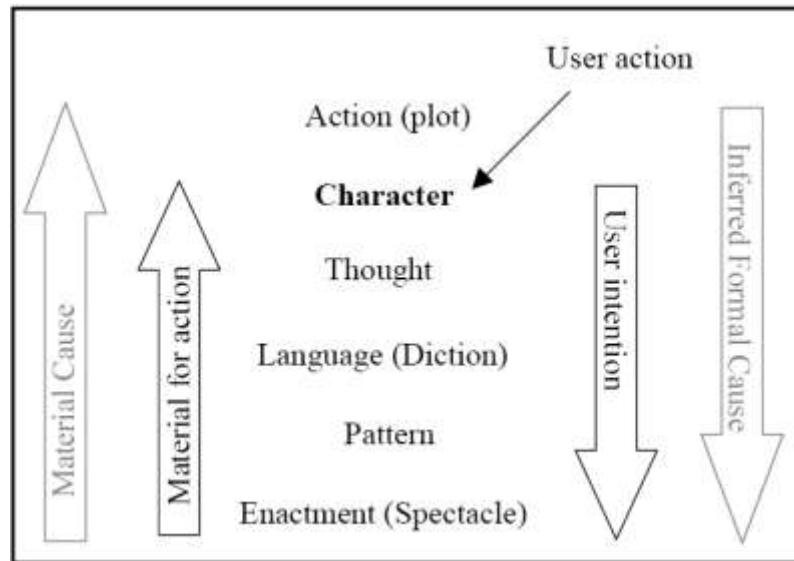 User action
Action (plot)
Character
Thought
Language (Diction)
Pattern
Enactment (Spectacle)
Material Cause
Material for action
User intention
Inferred Formal Cause